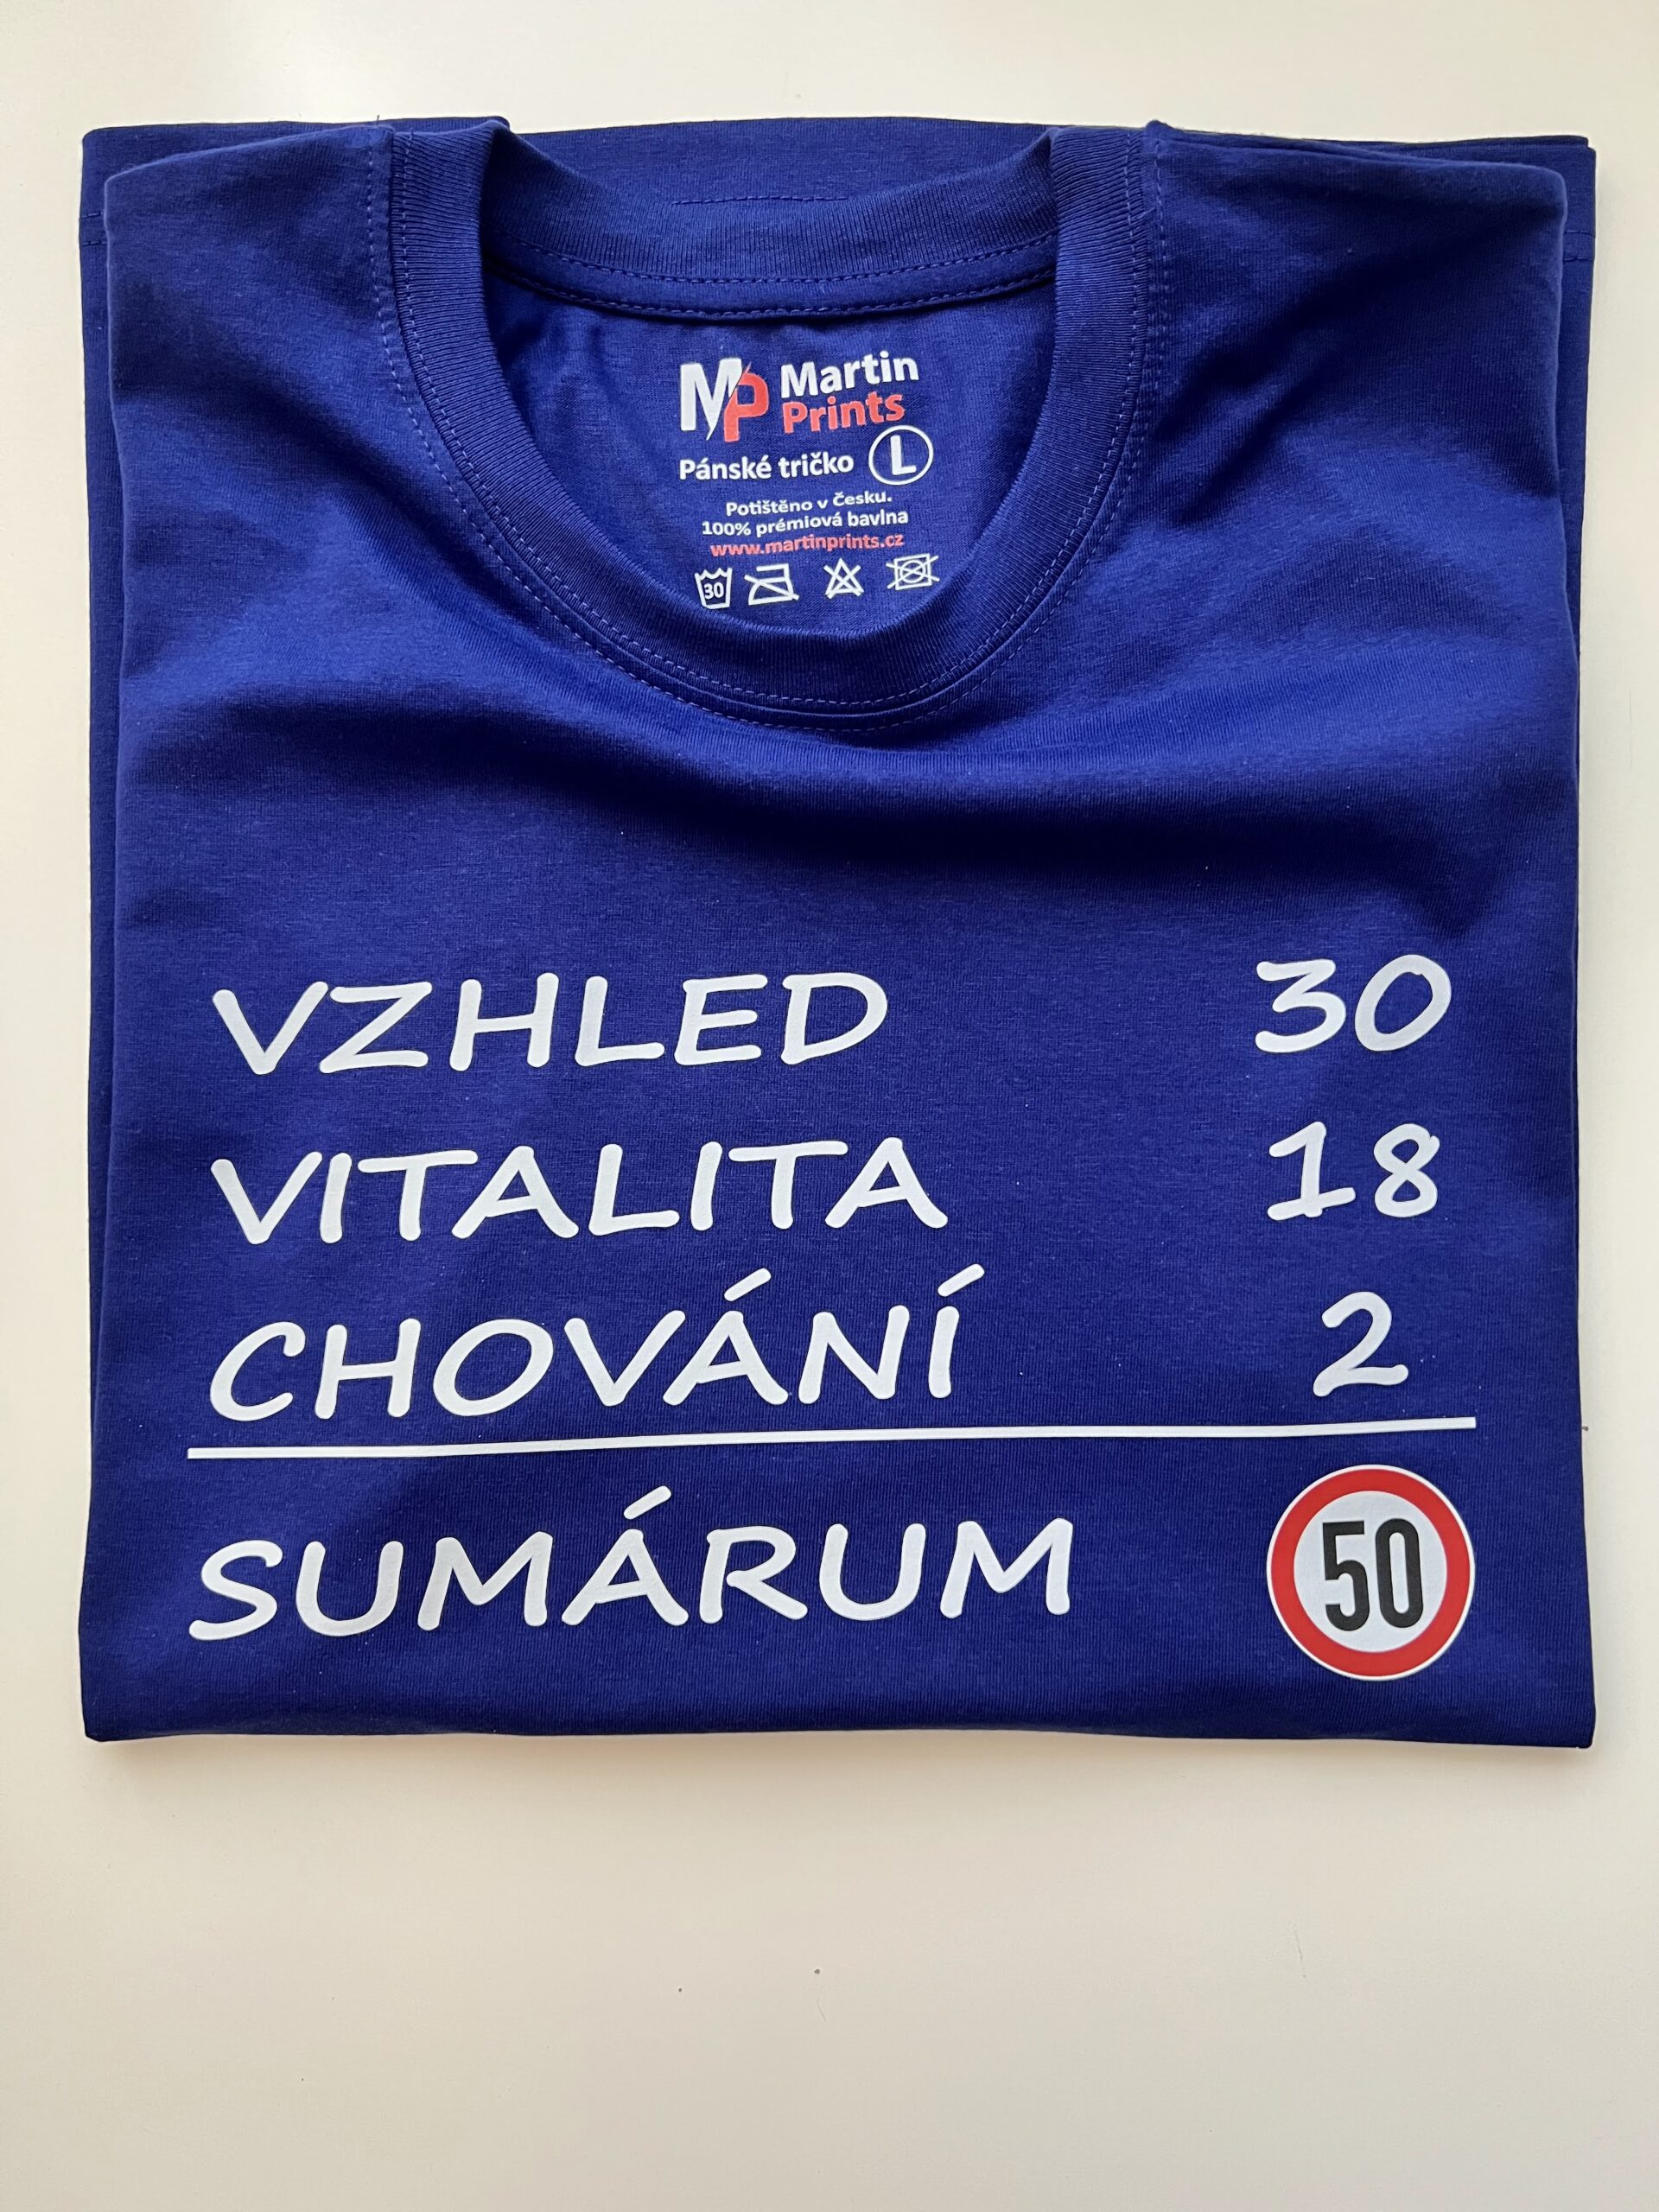 MP Martin
Prints
Pánské tričko L
Potištěno v Česku.
100% prémiová bavlna
www.martinprints.cz
30
VZHLED 30
VITALITA 18
CHOVÁNÍ 2
SUMÁRUM 50